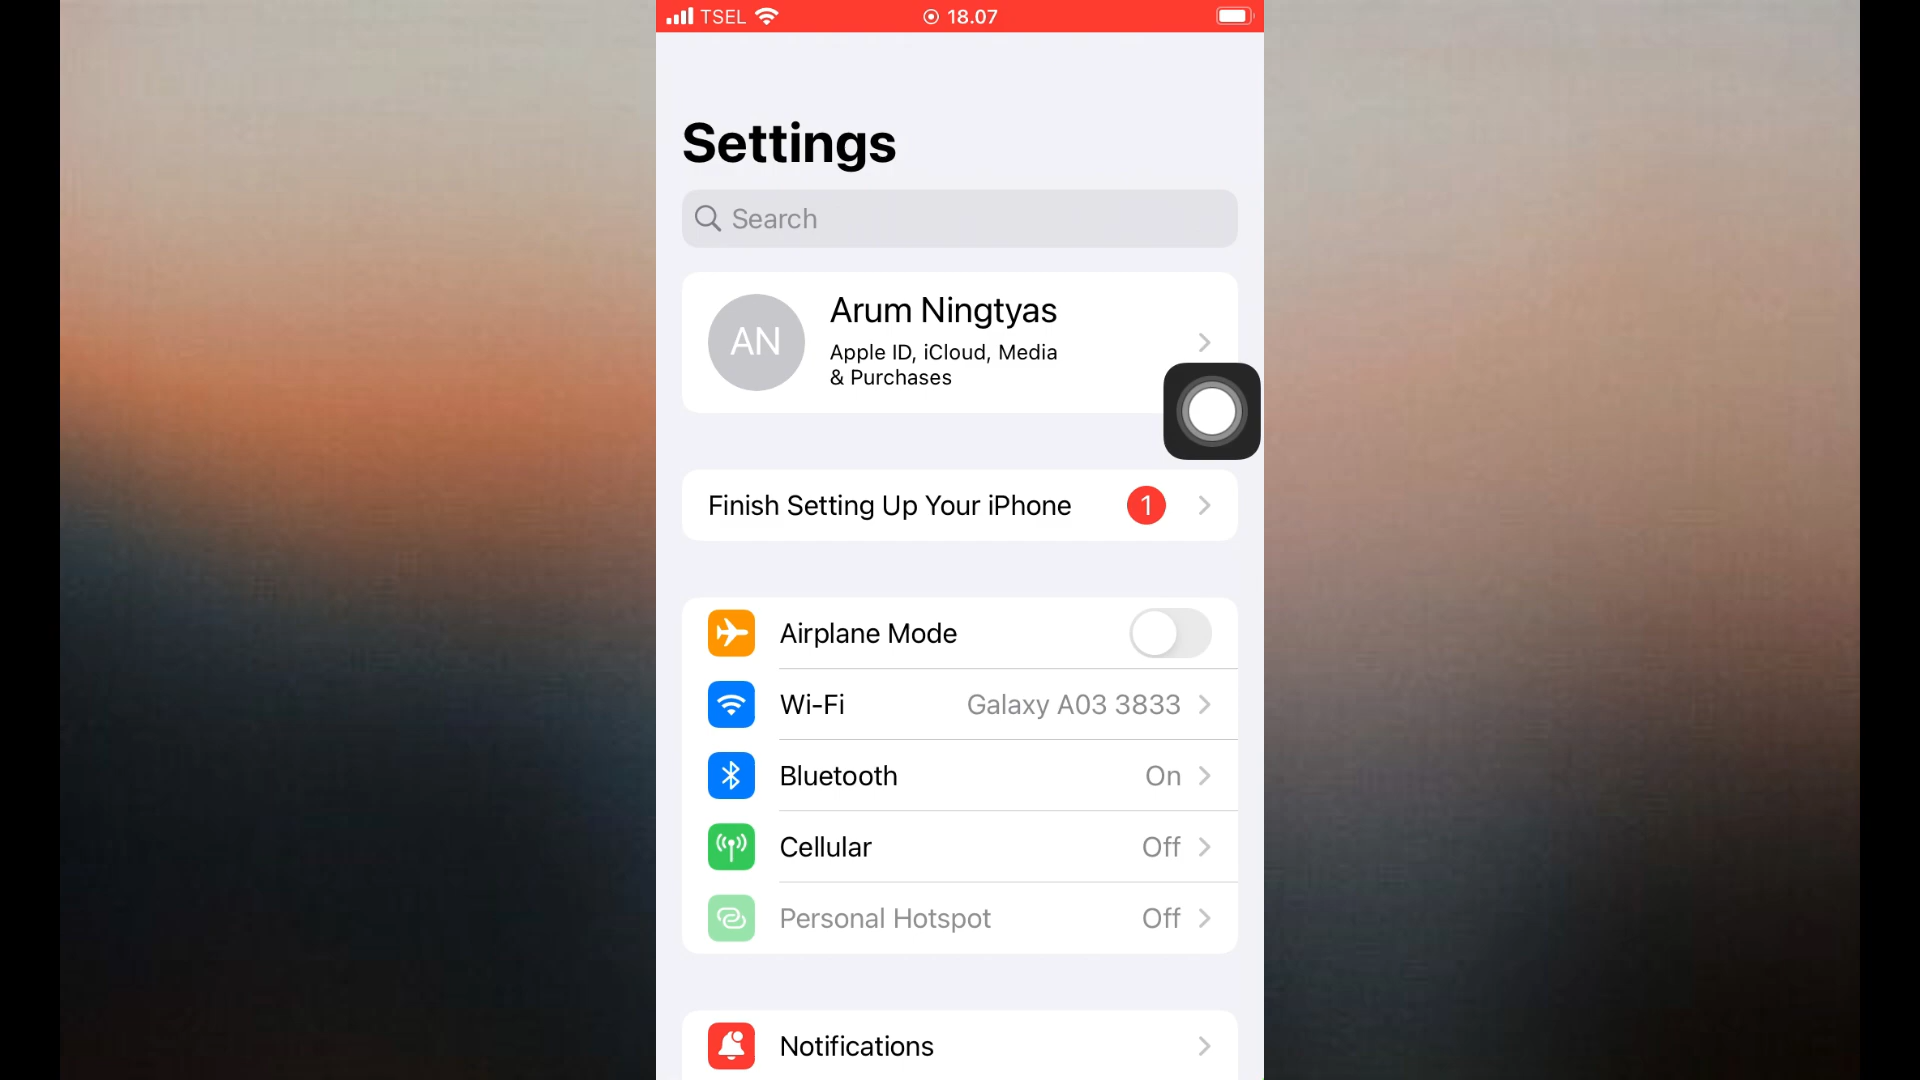 TSEL 18.07
Settings
Search
AN
Arum Ningtyas
Apple ID, iCloud, Media
& Purchases
Finish Setting Up Your iPhone 1
Airplane Mode
Wi-Fi Galaxy A03 3833
Bluetooth On
Cellular Off
Personal Hotspot Off
Notifications